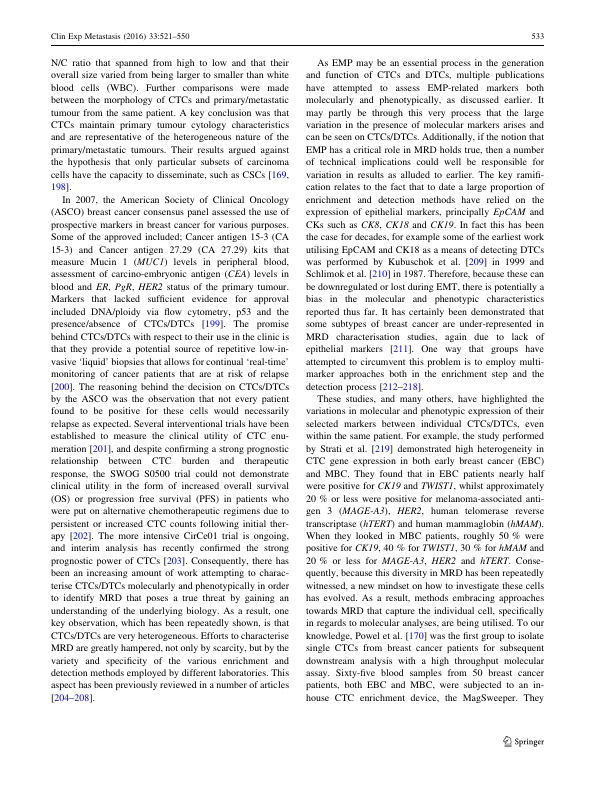 Clin Exp Metastasis (2016) 33:521–550
533
N/C ratio that spanned from high to low and that their
overall size varied from being larger to smaller than white
blood cells (WBC). Further comparisons were made
between the morphology of CTCs and primary/metastatic
tumour from the same patient. A key conclusion was that
CTCs maintain primary tumour cytology characteristics
and are representative of the heterogeneous nature of the
primary/metastatic tumours. Their results argued against
the hypothesis that only particular subsets of carcinoma
cells have the capacity to disseminate, such as CSCs [169,
198].
In 2007, the American Society of Clinical Oncology
(ASCO) breast cancer consensus panel assessed the use of
prospective markers in breast cancer for various purposes.
Some of the approved included; Cancer antigen 15-3 (CA
15-3) and Cancer antigen 27.29 (CA 27.29) kits that
measure Mucin 1 (MUC1) levels in peripheral blood,
assessment of carcino-embryonic antigen (CEA) levels in
blood and ER, PgR, HER2 status of the primary tumour.
Markers that lacked sufficient evidence for approval
included DNA/ploidy via flow cytometry, p53 and the
presence/absence of CTCs/DTCs [199]. The promise
behind CTCs/DTCs with respect to their use in the clinic is
that they provide a potential source of repetitive low-in-
vasive 'liquid' biopsies that allows for continual 'real-time'
monitoring of cancer patients that are at risk of relapse
[200]. The reasoning behind the decision on CTCs/DTCs
by the ASCO was the observation that not every patient
found to be positive for these cells would necessarily
relapse as expected. Several interventional trials have been
established to measure the clinical utility of CTC enu-
meration [201], and despite confirming a strong prognostic
relationship between CTC burden and therapeutic
response, the SWOG S0500 trial could not demonstrate
clinical utility in the form of increased overall survival
(OS) or progression free survival (PFS) in patients who
were put on alternative chemotherapeutic regimens due to
persistent or increased CTC counts following initial ther-
apy [202]. The more intensive CirCe01 trial is ongoing,
and interim analysis has recently confirmed the strong
prognostic power of CTCs [203]. Consequently, there has
been an increasing amount of work attempting to charac-
terise CTCs/DTCs molecularly and phenotypically in order
to identify MRD that poses a true threat by gaining an
understanding of the underlying biology. As a result, one
key observation, which has been repeatedly shown, is that
CTCs/DTCs are very heterogeneous. Efforts to characterise
MRD are greatly hampered, not only by scarcity, but by the
variety and specificity of the various enrichment and
detection methods employed by different laboratories. This
aspect has been previously reviewed in a number of articles
[204–208].
As EMP may be an essential process in the generation
and function of CTCs and DTCs, multiple publications
have attempted to assess EMP-related markers both
molecularly and phenotypically, as discussed earlier. It
may partly be through this very process that the large
variation in the presence of molecular markers arises and
can be seen on CTCs/DTCs. Additionally, if the notion that
EMP has a critical role in MRD holds true, then a number
of technical implications could well be responsible for
variation in results as alluded to earlier. The key ramifi-
cation relates to the fact that to date a large proportion of
enrichment and detection methods have relied on the
expression of epithelial markers, principally EpCAM and
CKs such as CK8, CK18 and CK19. In fact this has been
the case for decades, for example some of the earliest work
utilising EpCAM and CK18 as a means of detecting DTCs
was performed by Kubuschok et al. [209] in 1999 and
Schlimok et al. [210] in 1987. Therefore, because these can
be downregulated or lost during EMT, there is potentially a
bias in the molecular and phenotypic characteristics
reported thus far. It has certainly been demonstrated that
some subtypes of breast cancer are under-represented in
MRD characterisation studies, again due to lack of
epithelial markers [211]. One way that groups have
attempted to circumvent this problem is to employ multi-
marker approaches both in the enrichment step and the
detection process [212–218].
These studies, and many others, have highlighted the
variations in molecular and phenotypic expression of their
selected markers between individual CTCs/DTCs, even
within the same patient. For example, the study performed
by Strati et al. [219] demonstrated high heterogeneity in
CTC gene expression in both early breast cancer (EBC)
and MBC. They found that in EBC patients nearly half
were positive for CK19 and TWIST1, whilst approximately
20 % or less were positive for melanoma-associated anti-
gen 3 (MAGE-A3), HER2, human telomerase reverse
transcriptase (hTERT) and human mammaglobin (hMAM).
When they looked in MBC patients, roughly 50 % were
positive for CK19, 40 % for TWIST1, 30 % for hMAM and
20 % or less for MAGE-A3, HER2 and hTERT. Conse-
quently, because this diversity in MRD has been repeatedly
witnessed, a new mindset on how to investigate these cells
has evolved. As a result, methods embracing approaches
towards MRD that capture the individual cell, specifically
in regards to molecular analyses, are being utilised. To our
knowledge, Powel et al. [170] was the first group to isolate
single CTCs from breast cancer patients for subsequent
downstream analysis with a high throughput molecular
assay. Sixty-five blood samples from 50 breast cancer
patients, both EBC and MBC, were subjected to an in-
house CTC enrichment device, the MagSweeper. They
Springer